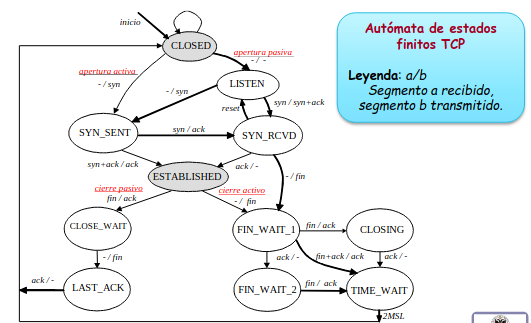 inicio
CLOSED
Autómata de estados
finitos TCP
Leyenda: a/b
Segmento a recibido,
segmento b transmitido.
apertura pasiva
- / -
apertura activa
- / syn
LISTEN
- / syn
reset
syn / syn+ack
SYN_SENT
syn / ack
SYN_RCVD
syn+ack / ack
ack / -
ESTABLISHED
- / fin
cierre pasivo
fin / ack
cierre activo
- / fin
CLOSE_WAIT
FIN_WAIT_1
fin / ack
CLOSING
- / fin
ack / -
fin+ack / ack
ack / -
ack / -
LAST_ACK
FIN_WAIT_2
fin / ack
TIME_WAIT
2MSL